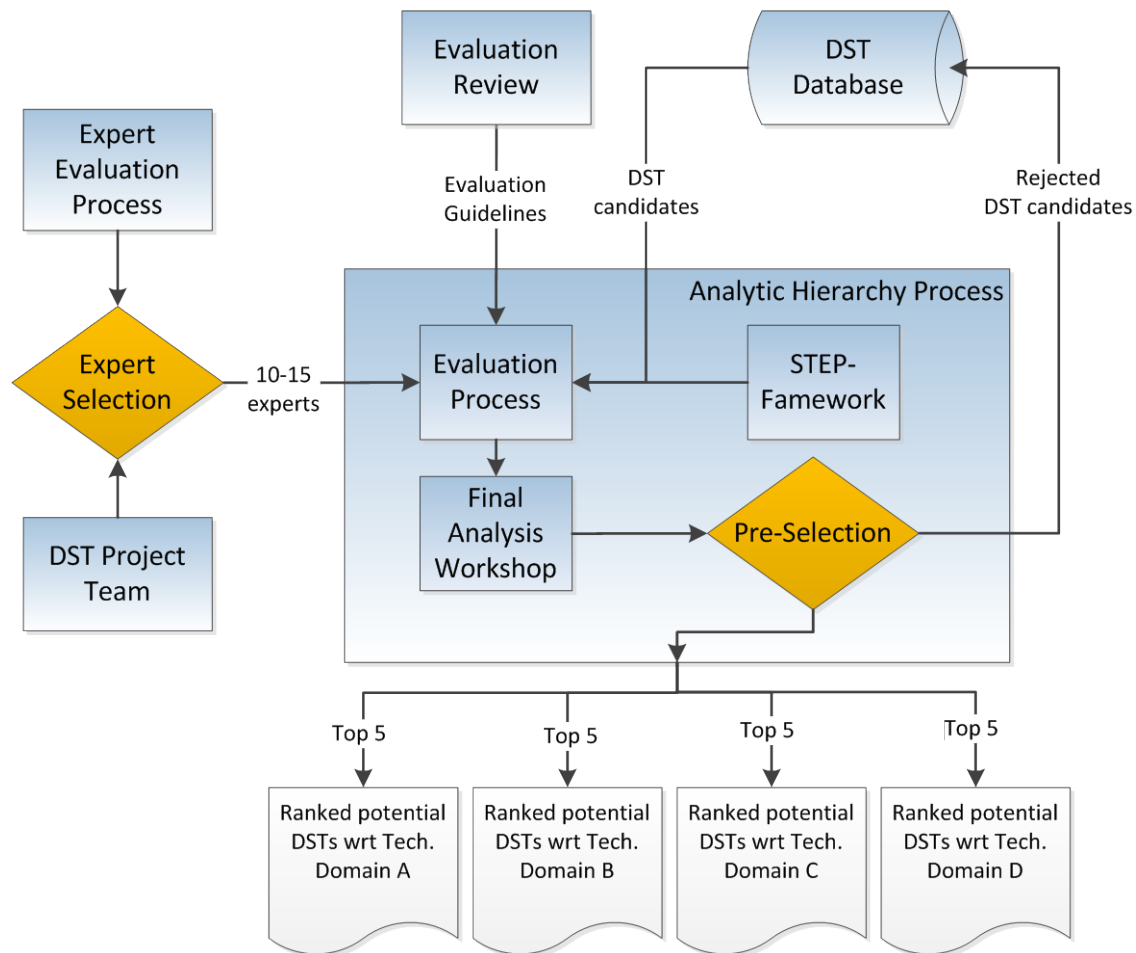 Evaluation
Review
DST
Database
Expert
Evaluation
Process
Evaluation
Guidelines
DST
candidates
Rejected
DST candidates
Analytic Hierarchy Process
Expert
Selection
10-15
experts
Evaluation
Process
STEP-
Famework
DST Project
Team
Final
Analysis
Workshop
Pre-Selection
Top 5
Top 5
Top 5
Top 5
Ranked potential
DSTs wrt Tech.
Domain A
Ranked potential
DSTs wrt Tech.
Domain B
Ranked potential
DSTs wrt Tech.
Domain C
Ranked potential
DSTs wrt Tech.
Domain D